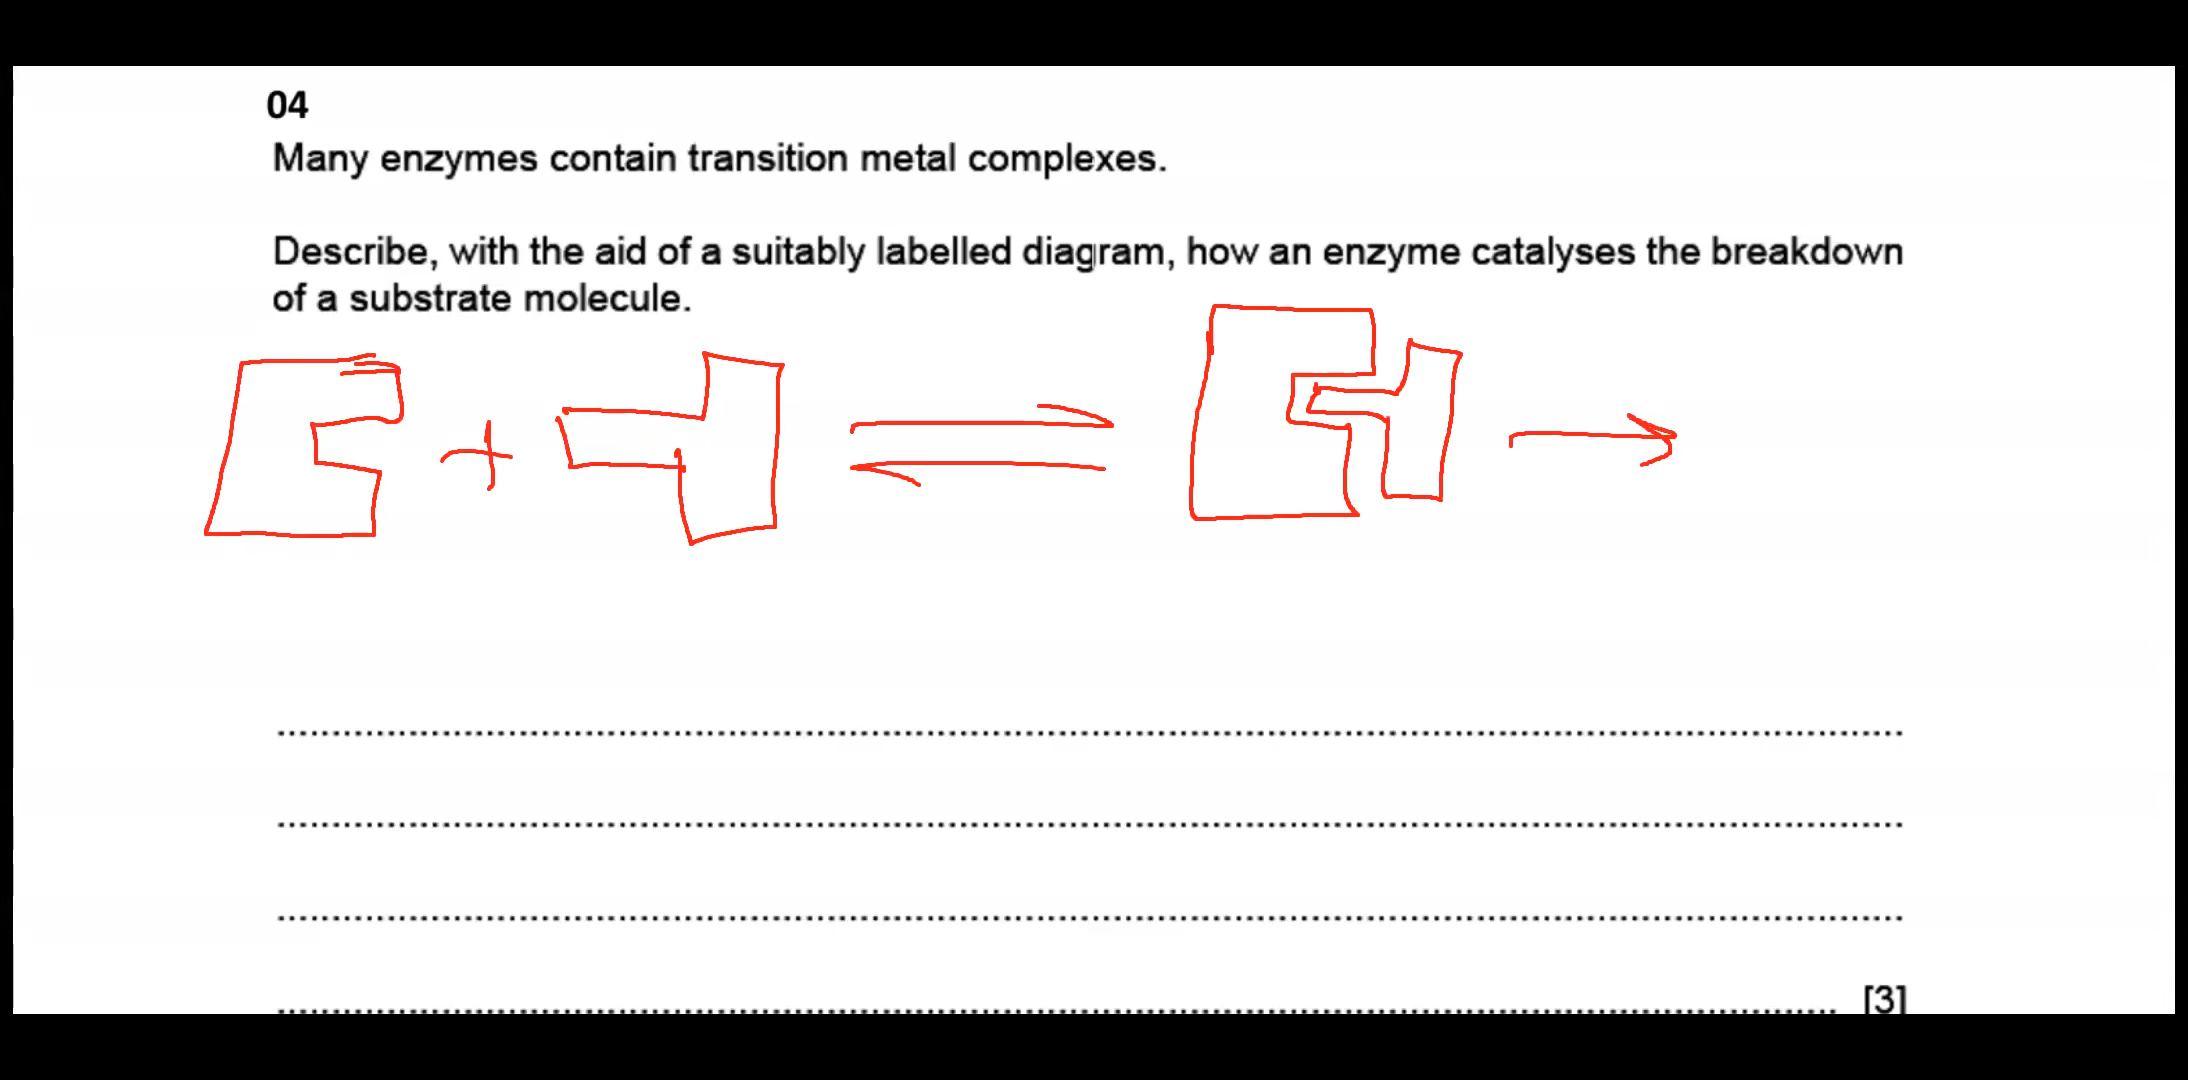 04
Many enzymes contain transition metal complexes.
Describe, with the aid of a suitably labelled diagram, how an enzyme catalyses the breakdown
of a substrate molecule.
+
[3]